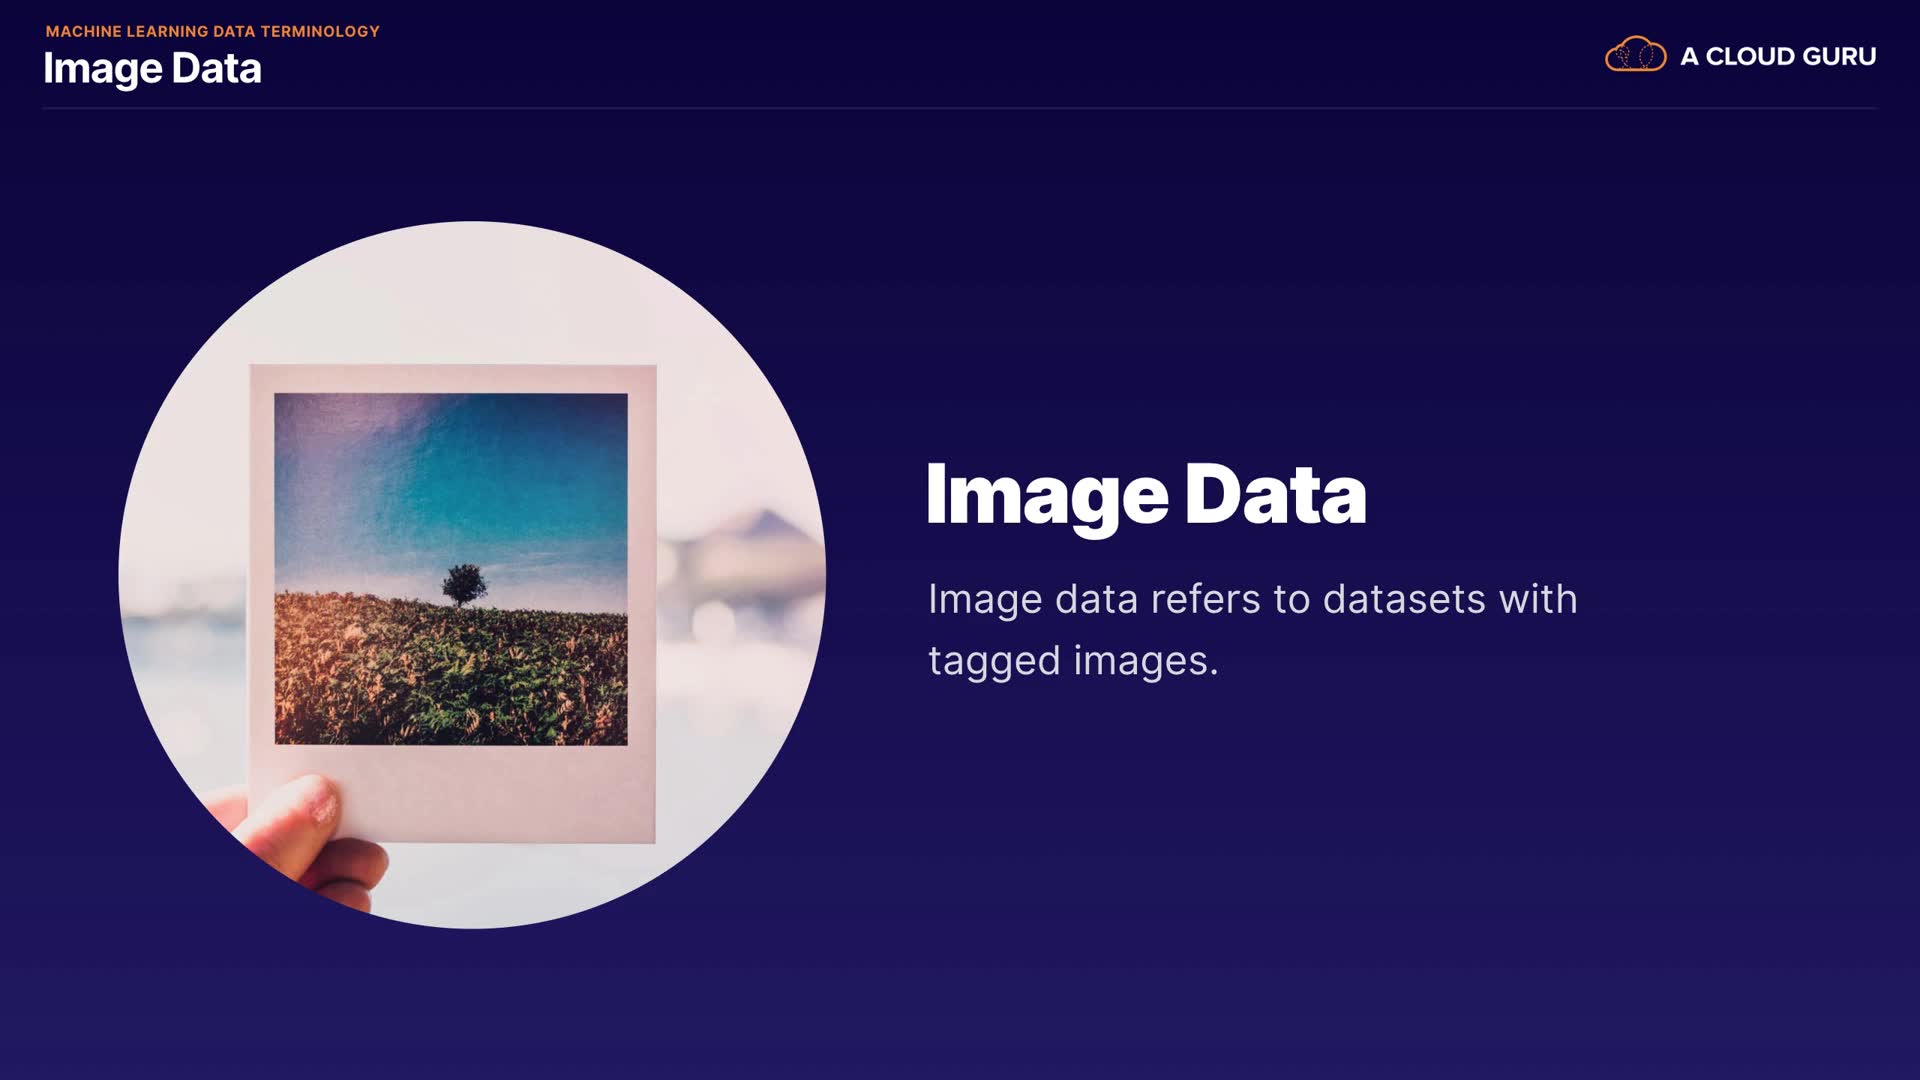 MACHINE LEARNING DATA TERMINOLOGY
Image Data
A CLOUD GURU
Image Data
Image data refers to datasets with
tagged images.